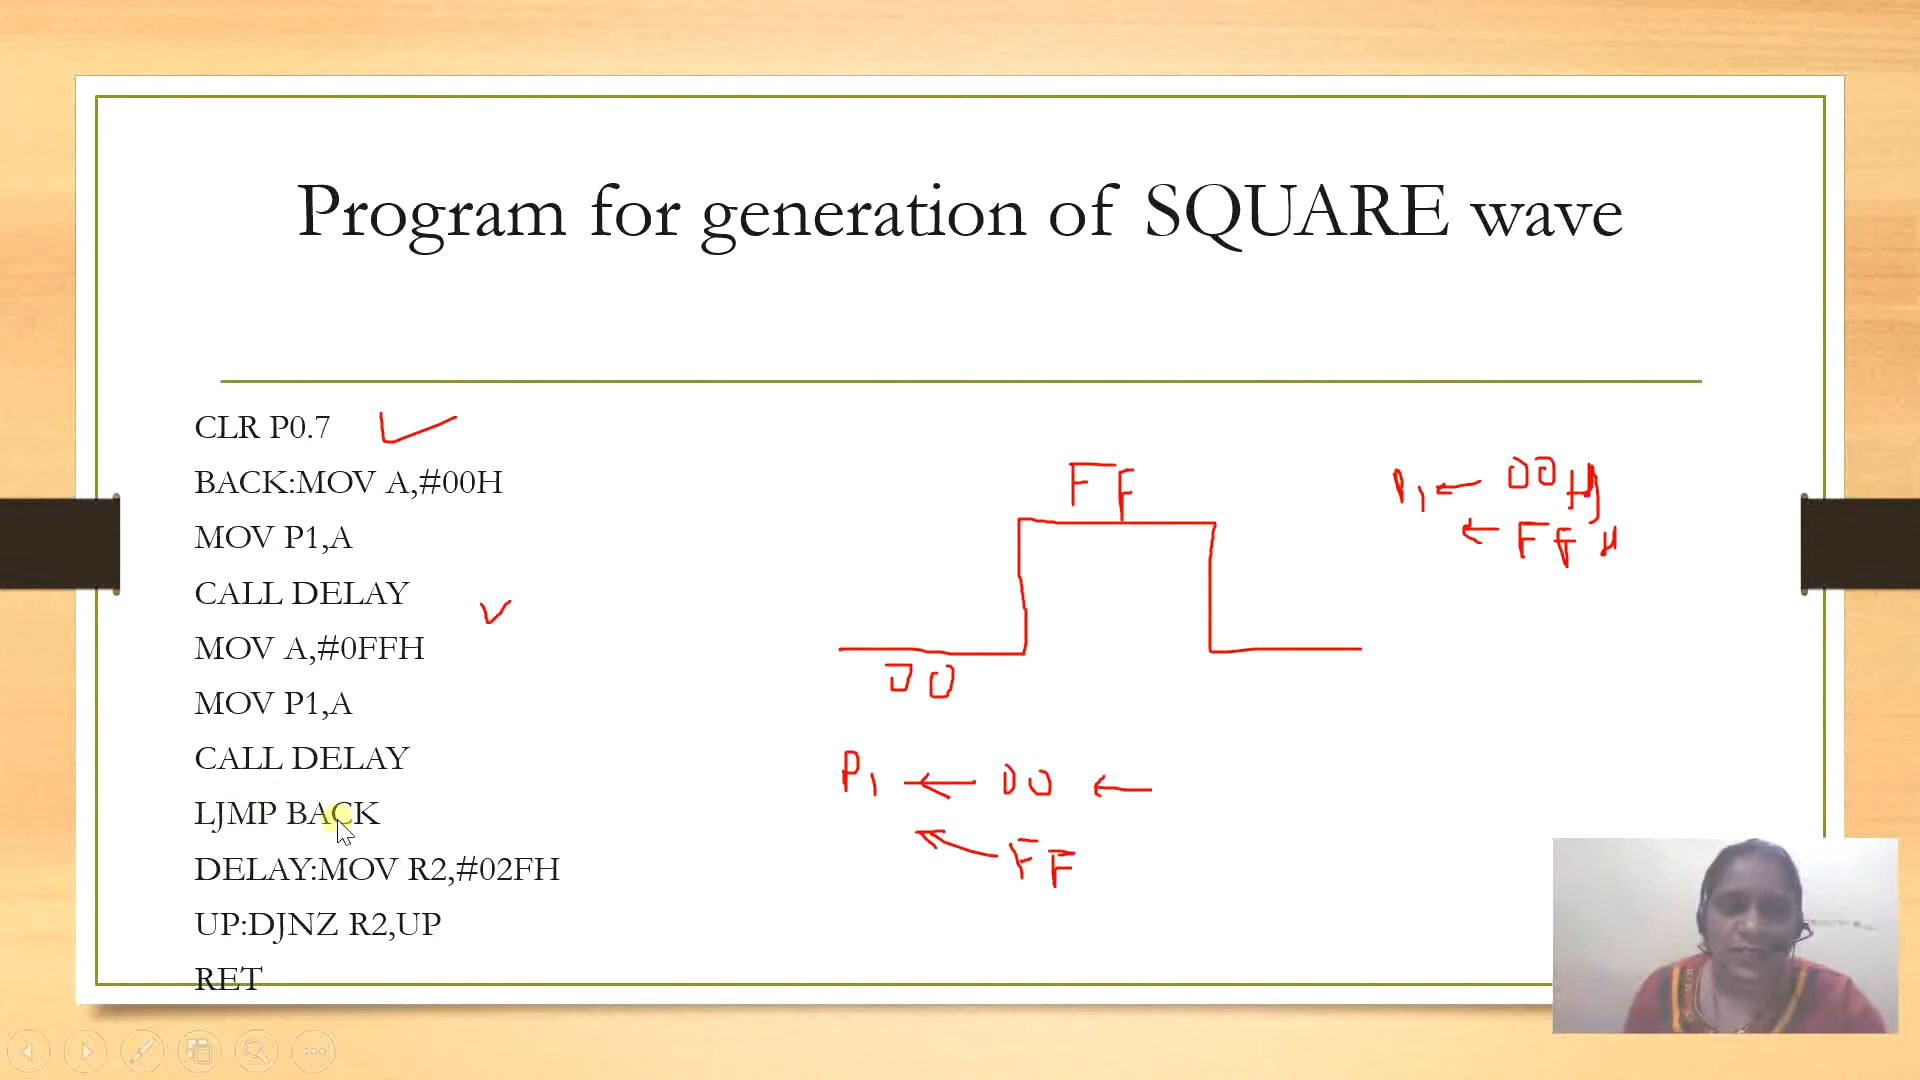 Program for generation of SQUARE wave
CLR P0.7
BACK:MOV A,#00H
MOV P1,A
CALL DELAY
MOV A,#0FFH
MOV P1,A
CALL DELAY
LJMP BACK
DELAY:MOV R2,#02FH
UP:DJNZ R2,UP
RET
FF
00
P1 ← 00 ←
← FF
P1 ← 00H
← FFH